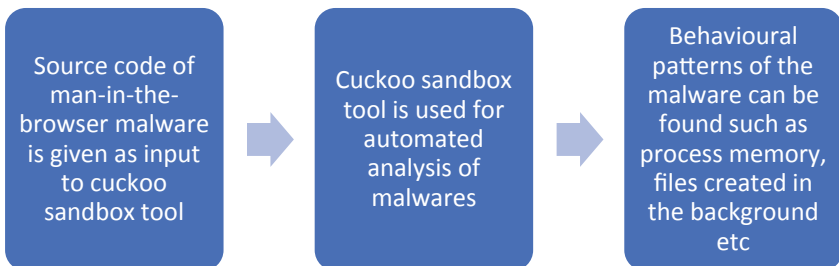 Source code of
man-in-the-
browser malware
is given as input
to cuckoo
sandbox tool
Cuckoo sandbox
tool is used for
automated
analysis of
malwares
Behavioural
patterns of the
malware can be
found such as
process memory,
files created in
the background
etc